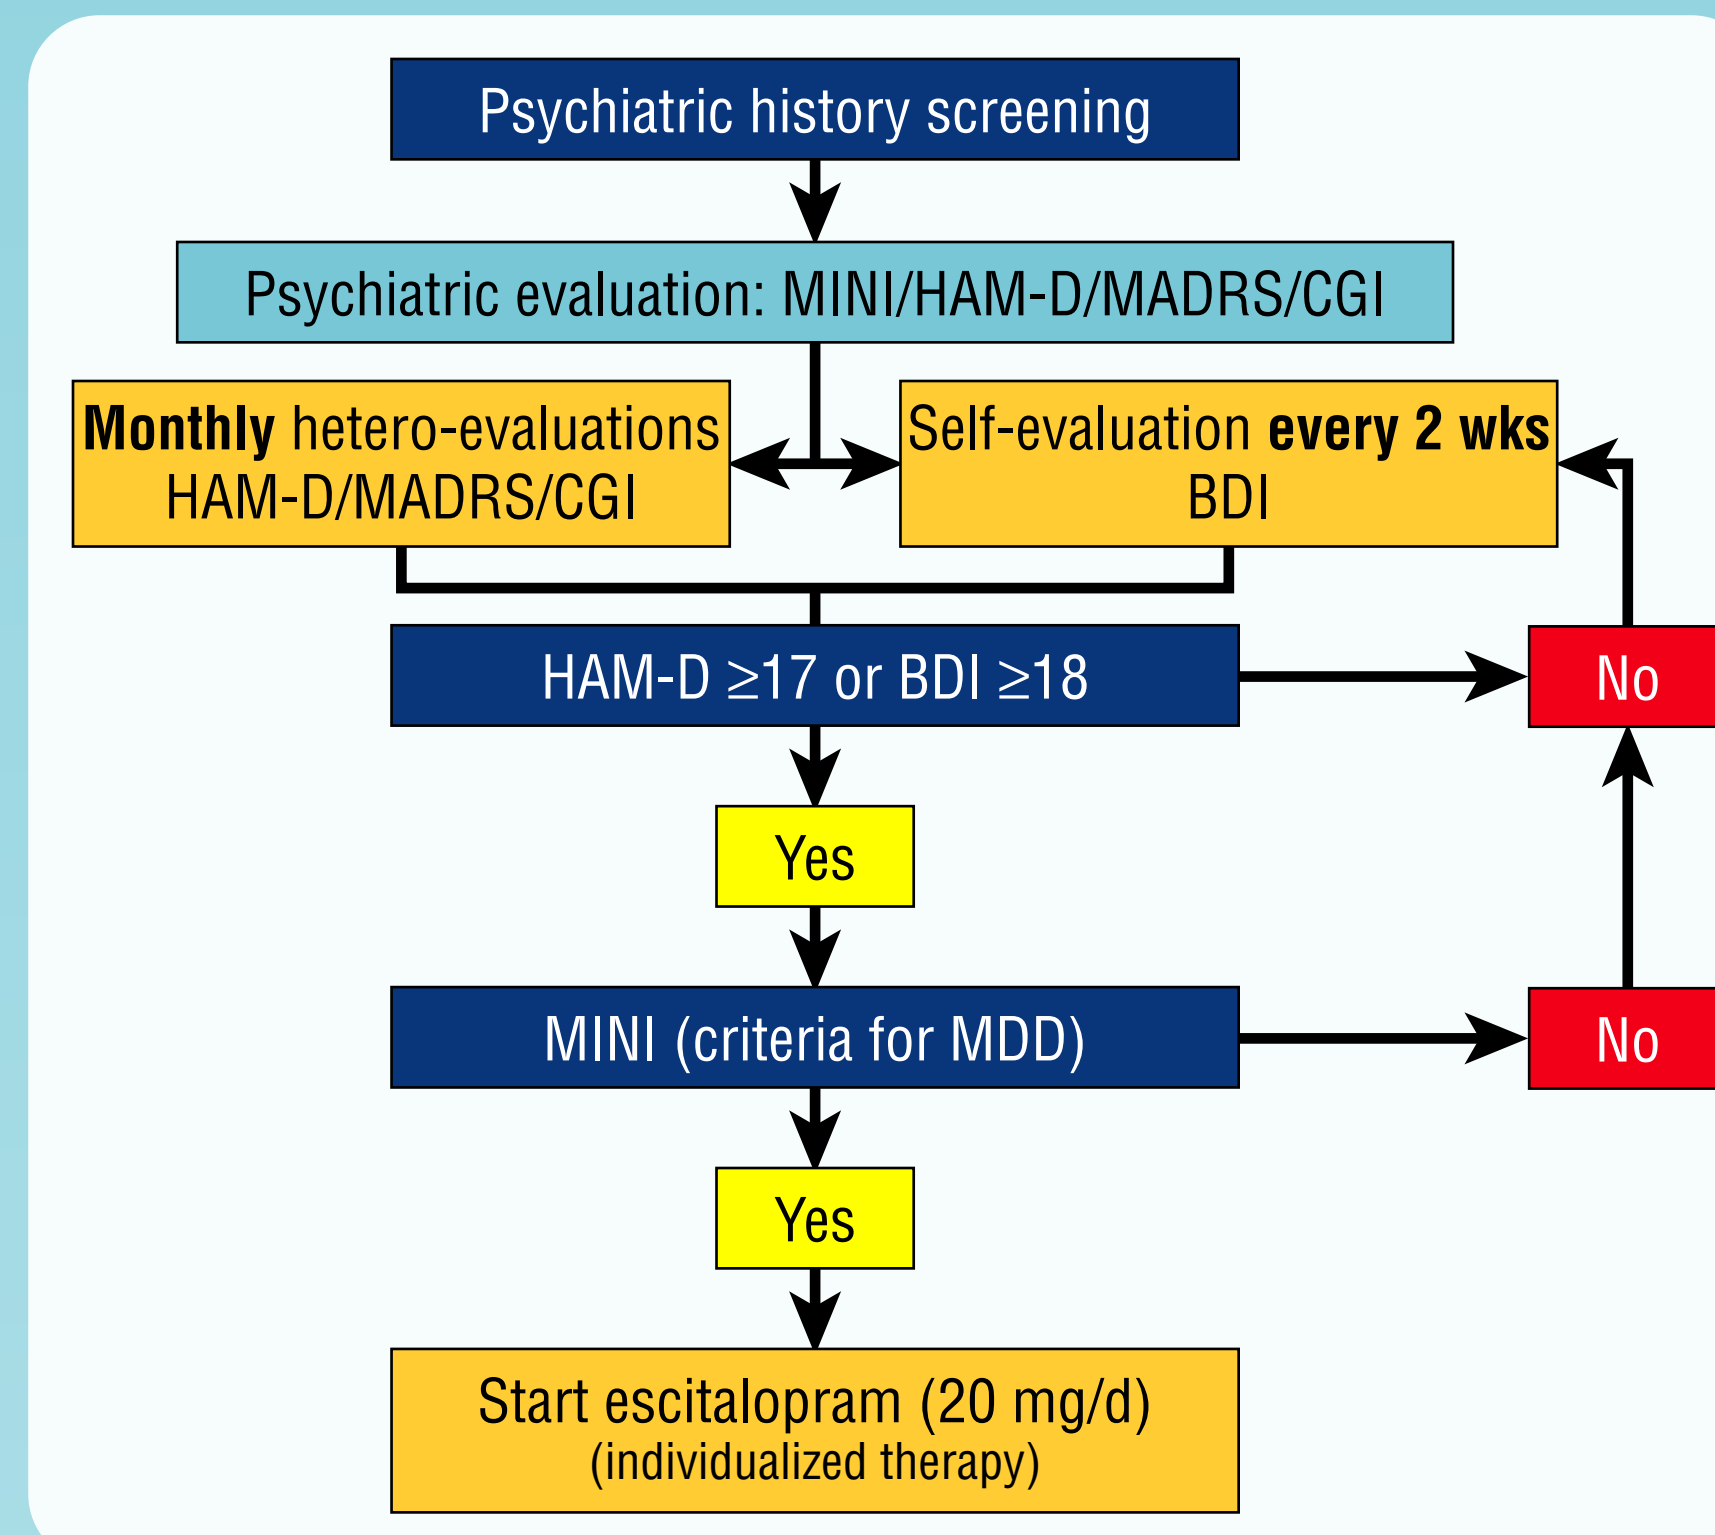 Psychiatric history screening
Psychiatric evaluation: MINI/HAM-D/MADRS/CGI
Monthly hetero-evaluations
HAM-D/MADRS/CGI
Self-evaluation every 2 wks
BDI
HAM-D ≥17 or BDI ≥18
No
Yes
MINI (criteria for MDD)
No
Yes
Start escitalopram (20 mg/d)
(individualized therapy)